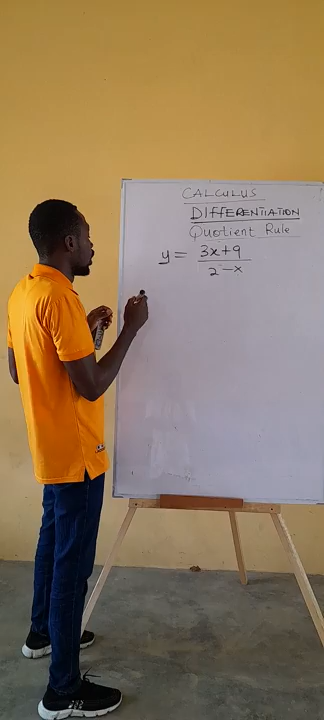 CALCULUS
DIFFERENTIATION
Quotient Rule
y = 3x+9
2-x